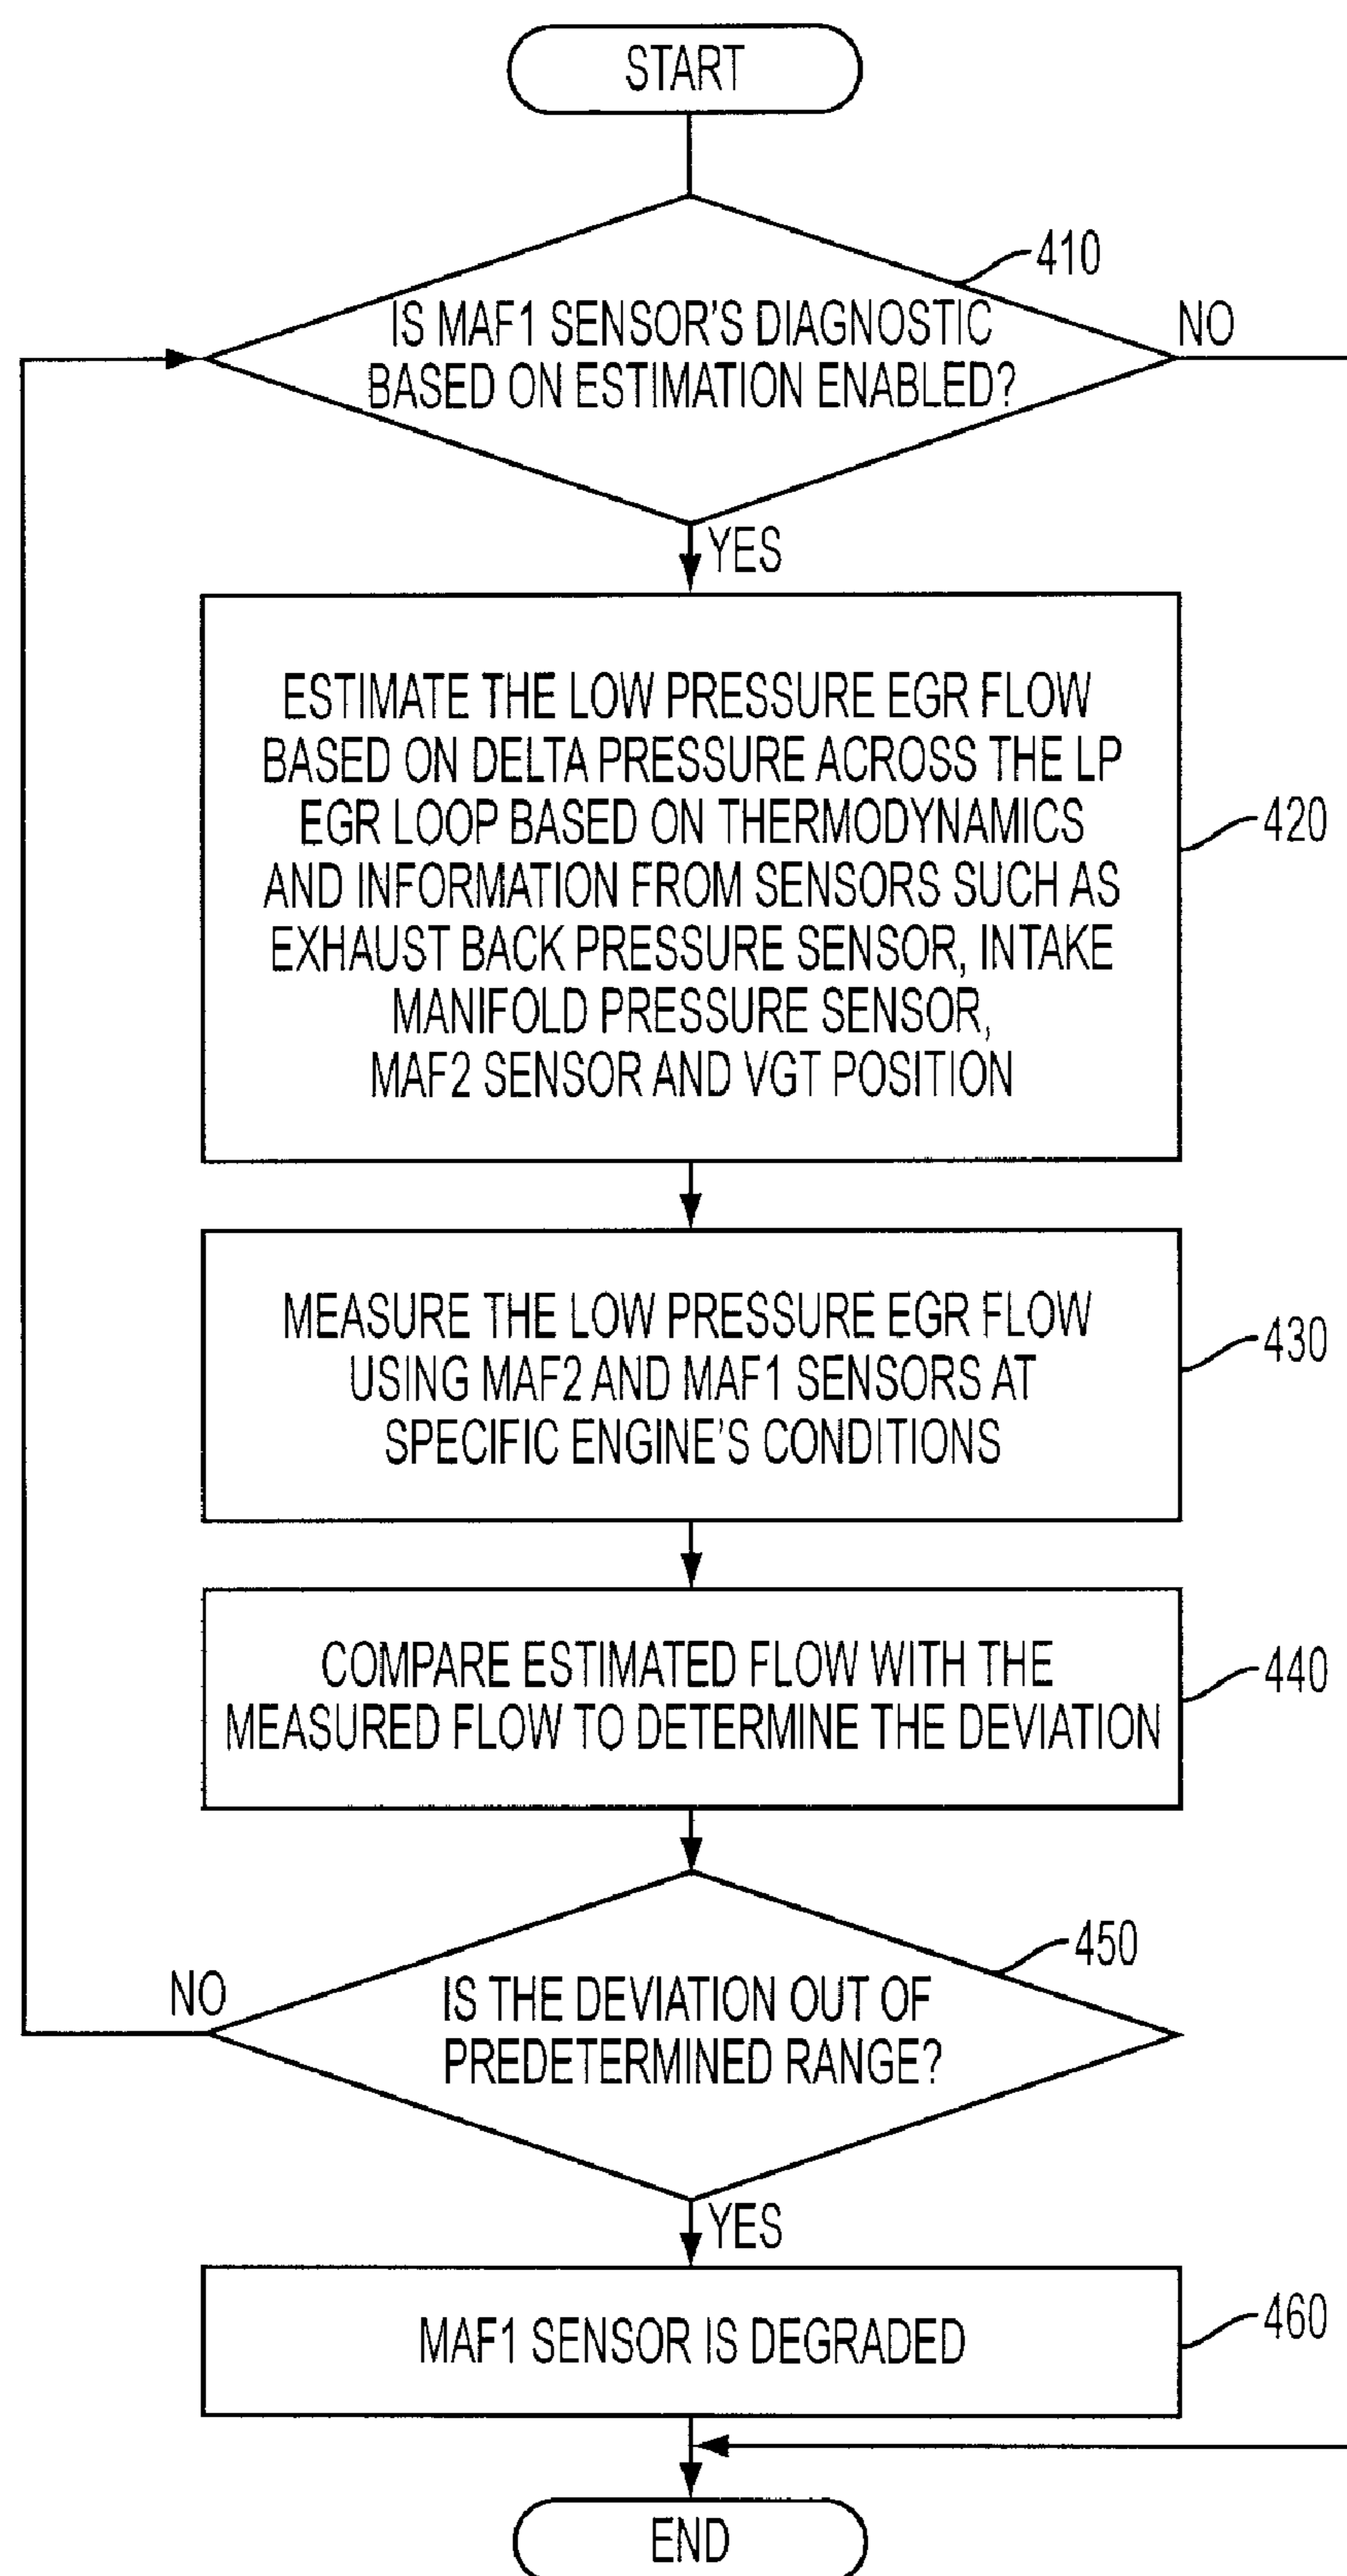 START
410
IS MAF1 SENSOR'S DIAGNOSTIC
BASED ON ESTIMATION ENABLED?
NO
YES
ESTIMATE THE LOW PRESSURE EGR FLOW
BASED ON DELTA PRESSURE ACROSS THE LP
EGR LOOP BASED ON THERMODYNAMICS
AND INFORMATION FROM SENSORS SUCH AS
EXHAUST BACK PRESSURE SENSOR, INTAKE
MANIFOLD PRESSURE SENSOR,
MAF2 SENSOR AND VGT POSITION
420
MEASURE THE LOW PRESSURE EGR FLOW
USING MAF2 AND MAF1 SENSORS AT
SPECIFIC ENGINE'S CONDITIONS
430
COMPARE ESTIMATED FLOW WITH THE
MEASURED FLOW TO DETERMINE THE DEVIATION
440
450
NO
IS THE DEVIATION OUT OF
PREDETERMINED RANGE?
YES
MAF1 SENSOR IS DEGRADED
460
END